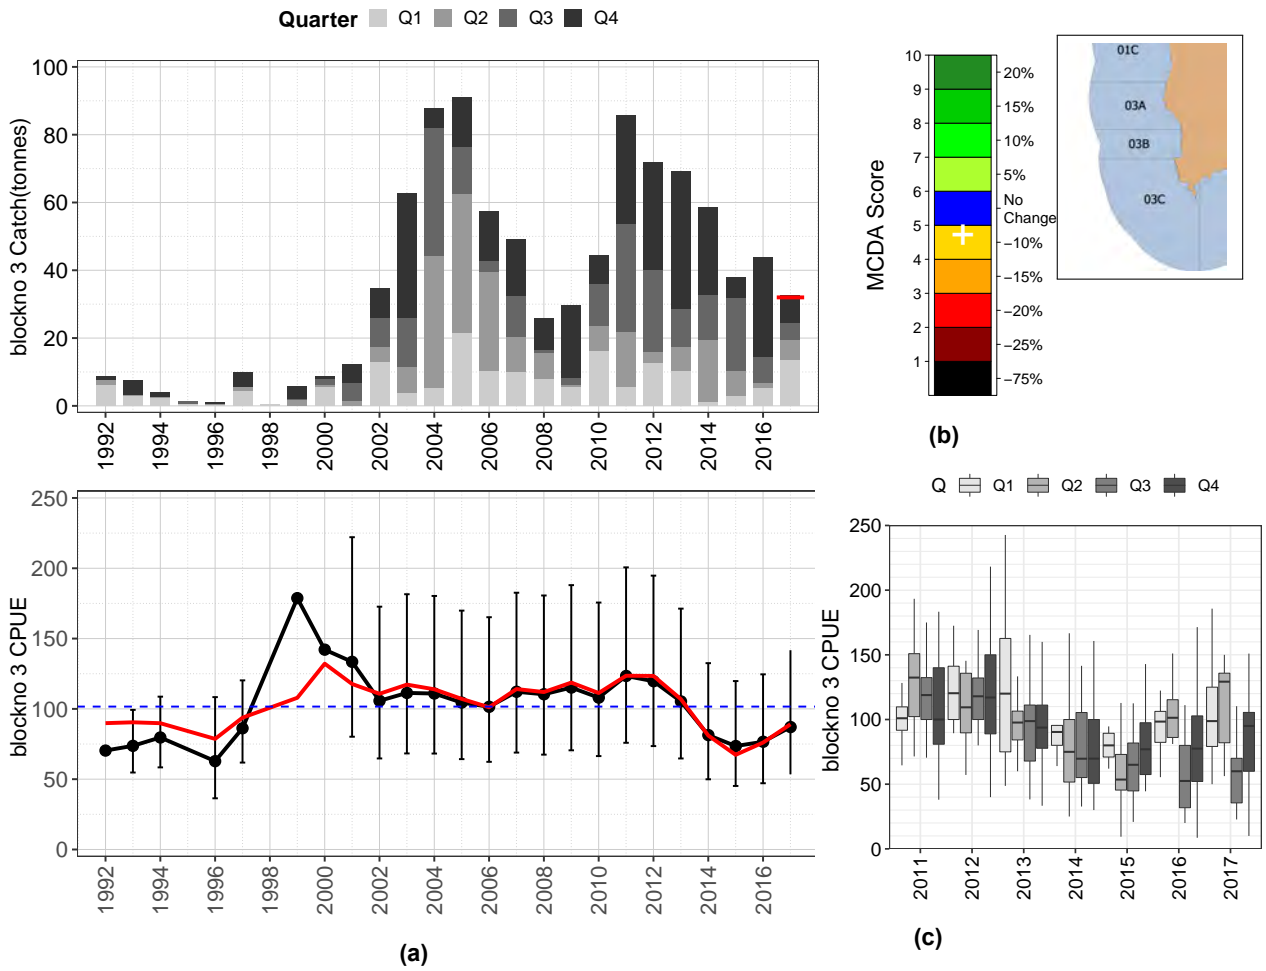 Quarter Q1 Q2 Q3 Q4
blockno 3 Catch(tonnes)
100
80
60
40
20
0
1992 1994 1996 1998 2000 2002 2004 2006 2008 2010 2012 2014 2016
blockno 3 CPUE
250
200
150
100
50
0
1992 1994 1996 1998 2000 2002 2004 2006 2008 2010 2012 2014 2016
(a)
MCDA Score
10
9
8
7
6
5
4
3
2
1
20%
15%
10%
5%
No
Change
−10%
−15%
−20%
−25%
−75%
01C
03A
03B
03C
(b)
Q Q1 Q2 Q3 Q4
blockno 3 CPUE
250
200
150
100
50
0
2011 2012 2013 2014 2015 2016 2017
(c)